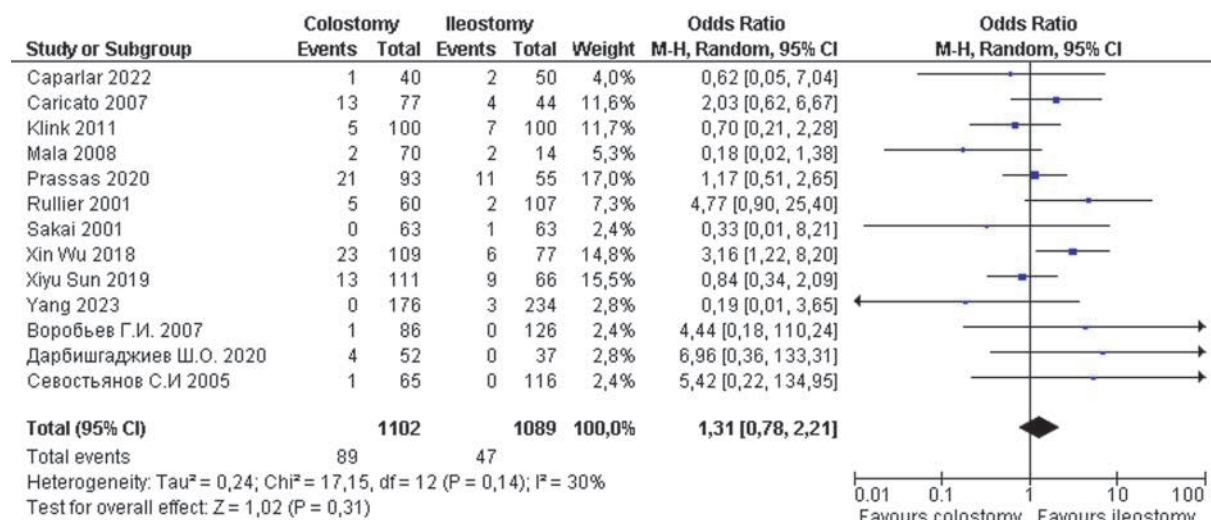 Colostomy Ileostomy Odds Ratio Odds Ratio
Study or Subgroup Events Total Events Total Weight M-H, Random, 95% CI M-H, Random, 95% CI
Caparlar 2022 1 40 2 50 4,0% 0,62 [0,05, 7,04]
Caricato 2007 13 77 4 44 11,6% 2,03 [0,62, 6,67]
Klink 2011 5 100 7 100 11,7% 0,70 [0,21, 2,28]
Mala 2008 2 70 2 14 5,3% 0,18 [0,02, 1,38]
Prassas 2020 21 93 11 55 17,0% 1,17 [0,51, 2,65]
Rullier 2001 5 60 2 107 7,3% 4,77 [0,90, 25,40]
Sakai 2001 0 63 1 63 2,4% 0,33 [0,01, 8,21]
Xin Wu 2018 23 109 6 77 14,8% 3,16 [1,22, 8,20]
Xiyu Sun 2019 13 111 9 66 15,5% 0,84 [0,34, 2,09]
Yang 2023 0 176 3 234 2,8% 0,19 [0,01, 3,65]
Воробьев Г.И. 2007 1 86 0 126 2,4% 4,44 [0,18, 110,24]
Дарбишгаджиев Ш.О. 2020 4 52 0 37 2,8% 6,96 [0,36, 133,31]
Севостьянов С.И 2005 1 65 0 116 2,4% 5,42 [0,22, 134,95]
Total (95% CI) 1102 1089 100,0% 1,31 [0,78, 2,21]
Total events 89 47
Heterogeneity: Tau² = 0,24; Chi² = 17,15, df = 12 (P = 0,14); I² = 30%
Test for overall effect: Z = 1,02 (P = 0,31)
0.01 0.1 1 10 100
Favours colostomy Favours ileostomy